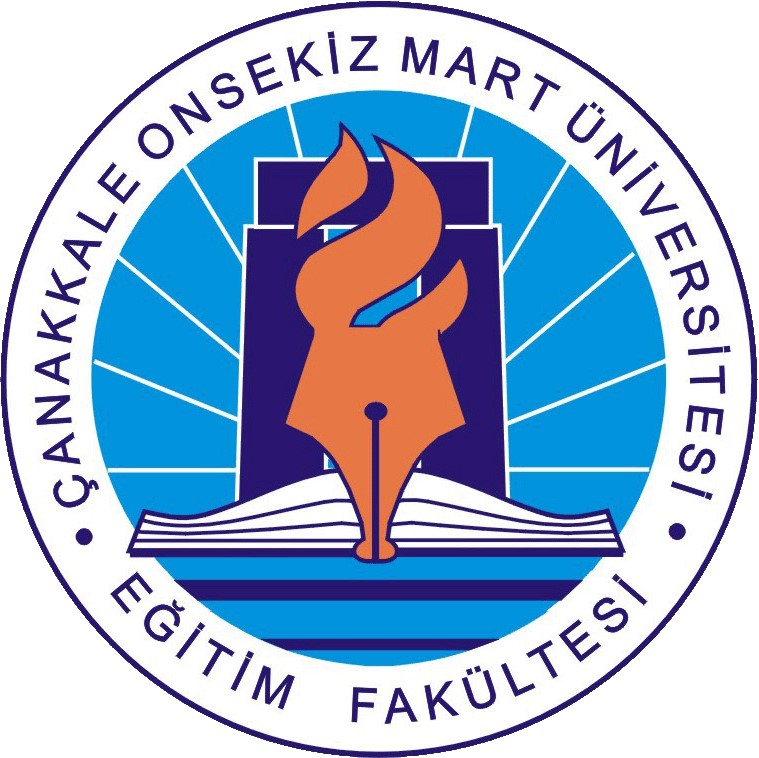 ÇANAKKALE ONSEKİZ MART ÜNİVERSİTESİ
EĞİTİM FAKÜLTESİ